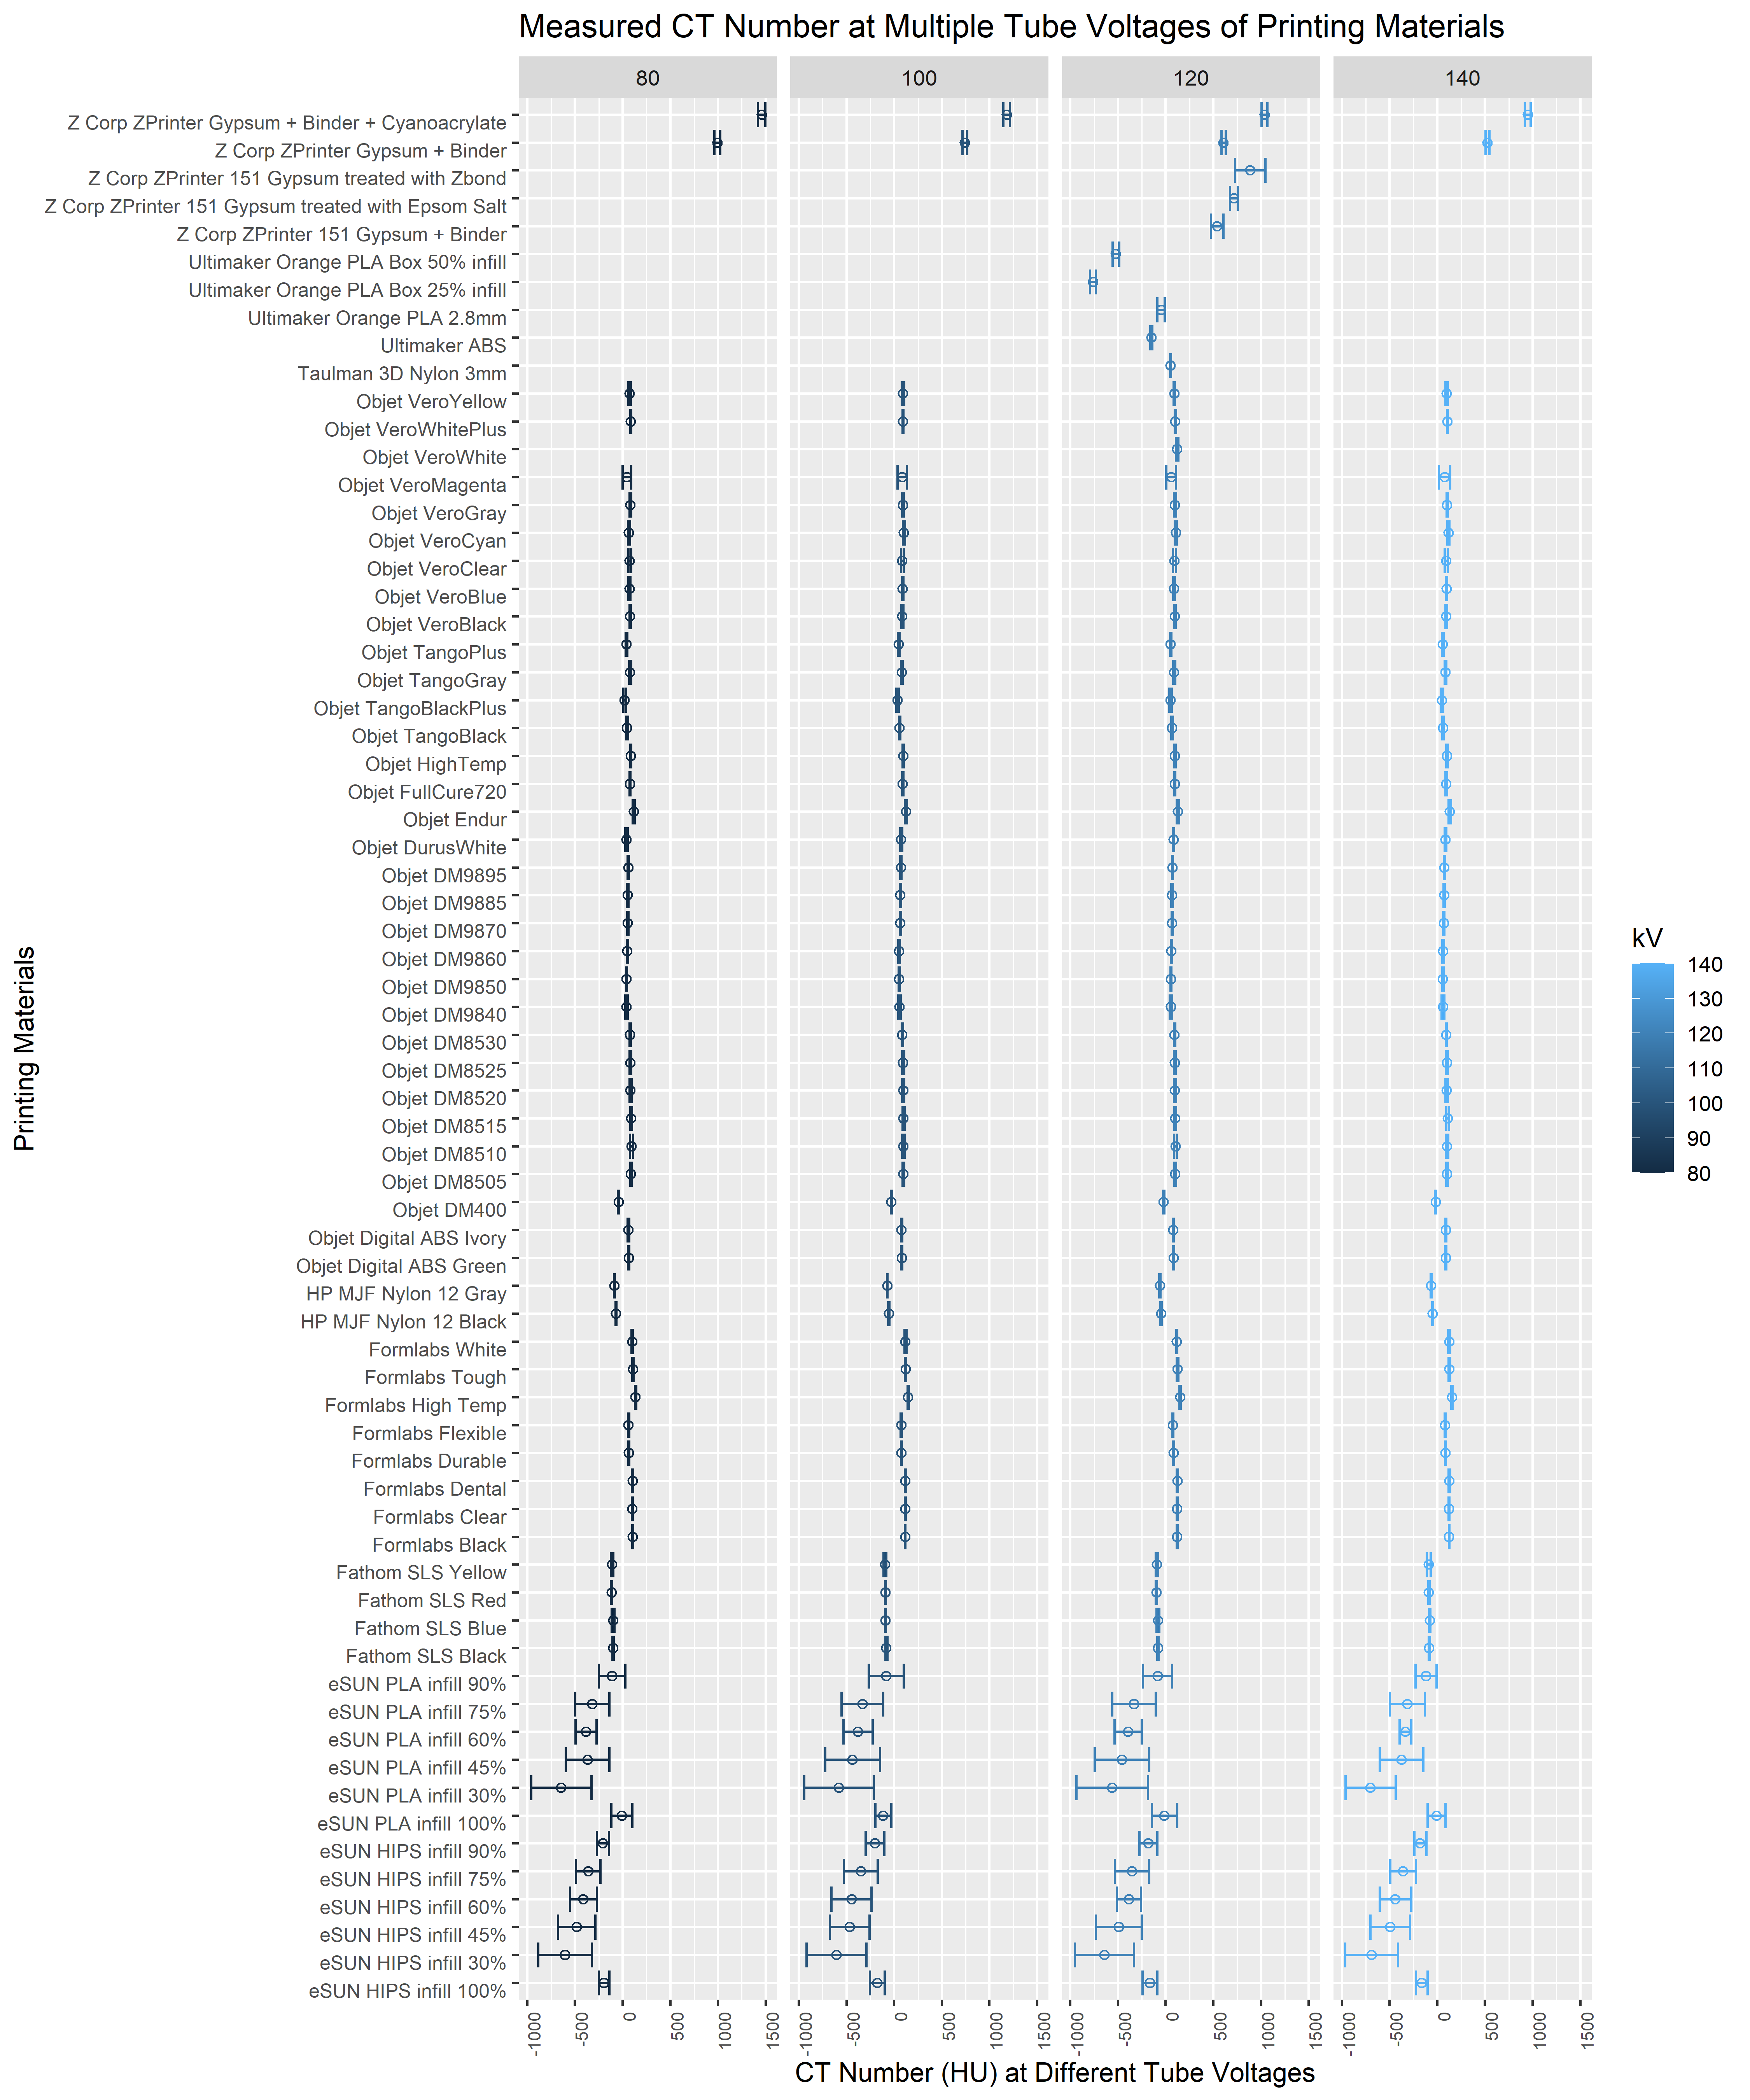 Measured CT Number at Multiple Tube Voltages of Printing Materials
80 100 120 140
Z Corp ZPrinter Gypsum + Binder + Cyanoacrylate
Z Corp ZPrinter Gypsum + Binder
Z Corp ZPrinter 151 Gypsum treated with Zbond
Z Corp ZPrinter 151 Gypsum treated with Epsom Salt
Z Corp ZPrinter 151 Gypsum + Binder
Ultimaker Orange PLA Box 50% infill
Ultimaker Orange PLA Box 25% infill
Ultimaker Orange PLA 2.8mm
Ultimaker ABS
Taulman 3D Nylon 3mm
Objet VeroYellow
Objet VeroWhitePlus
Objet VeroWhite
Objet VeroMagenta
Objet VeroGray
Objet VeroCyan
Objet VeroClear
Objet VeroBlue
Objet VeroBlack
Objet TangoPlus
Objet TangoGray
Objet TangoBlackPlus
Objet TangoBlack
Objet HighTemp
Objet FullCure720
Objet Endur
Objet DurusWhite
Objet DM9895
Objet DM9885
Objet DM9870
Objet DM9860
Objet DM9850
Objet DM9840
Objet DM8530
Objet DM8525
Objet DM8520
Objet DM8515
Objet DM8510
Objet DM8505
Objet DM400
Objet Digital ABS Ivory
Objet Digital ABS Green
HP MJF Nylon 12 Gray
HP MJF Nylon 12 Black
Formlabs White
Formlabs Tough
Formlabs High Temp
Formlabs Flexible
Formlabs Durable
Formlabs Dental
Formlabs Clear
Formlabs Black
Fathom SLS Yellow
Fathom SLS Red
Fathom SLS Blue
Fathom SLS Black
eSUN PLA infill 90%
eSUN PLA infill 75%
eSUN PLA infill 60%
eSUN PLA infill 45%
eSUN PLA infill 30%
eSUN PLA infill 100%
eSUN HIPS infill 90%
eSUN HIPS infill 75%
eSUN HIPS infill 60%
eSUN HIPS infill 45%
eSUN HIPS infill 30%
eSUN HIPS infill 100%
-1000 -500 0 500 1000 1500 -1000 -500 0 500 1000 1500 -1000 -500 0 500 1000 1500 -1000 -500 0 500 1000 1500
CT Number (HU) at Different Tube Voltages
Printing Materials
kV
140
130
120
110
100
90
80